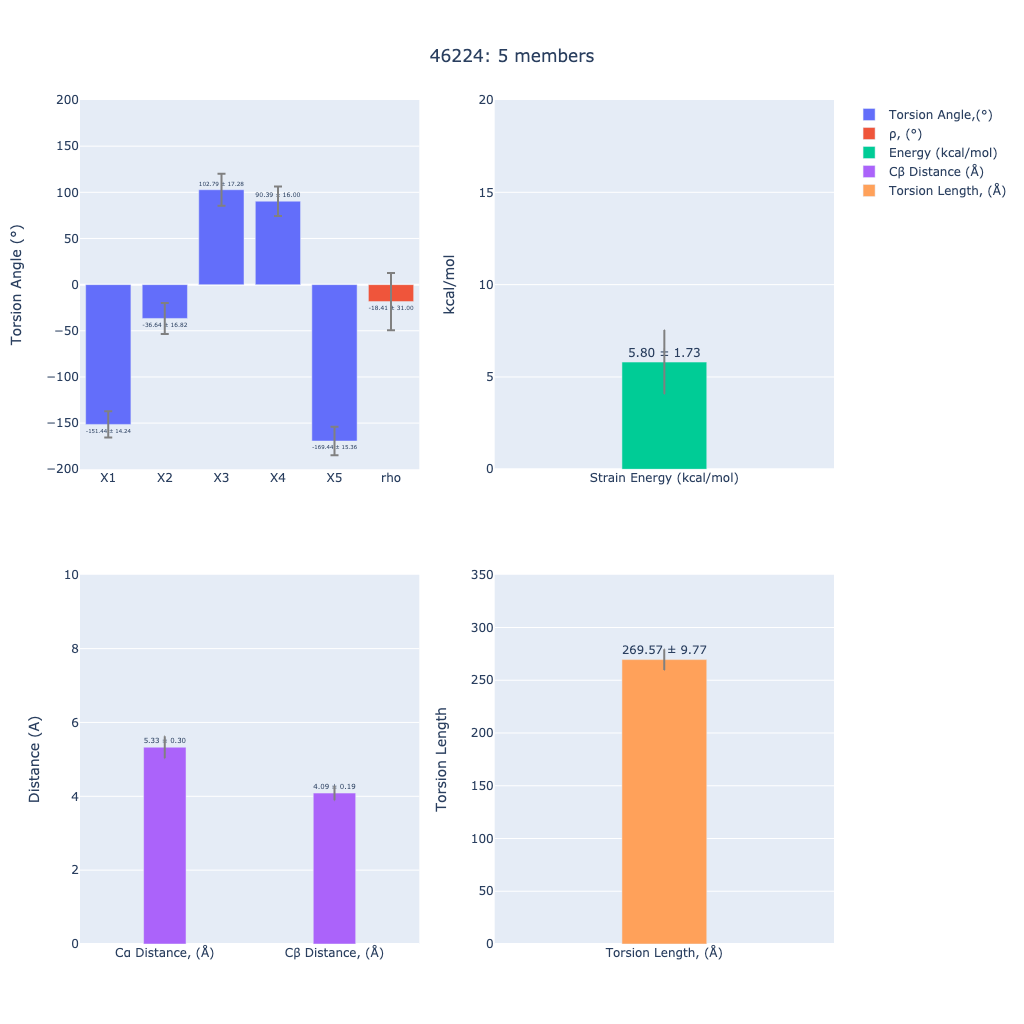 46224: 5 members
Torsion Angle (°)
200
150
100
50
0
−50
−100
−150
−200
-151.44 ± 14.24
-36.64 ± 16.82
102.79 ± 17.28
90.39 ± 16.00
-169.44 ± 15.36
-18.41 ± 31.00
X1 X2 X3 X4 X5 rho
kcal/mol
20
15
10
5
0
5.80 ± 1.73
Strain Energy (kcal/mol)
Torsion Angle,(°)
ρ, (°)
Energy (kcal/mol)
Cβ Distance (Å)
Torsion Length, (Å)
Distance (A)
10
8
6
4
2
0
5.33 ± 0.30
4.09 ± 0.19
Cα Distance, (Å) Cβ Distance, (Å)
Torsion Length
350
300
250
200
150
100
50
0
269.57 ± 9.77
Torsion Length, (Å)